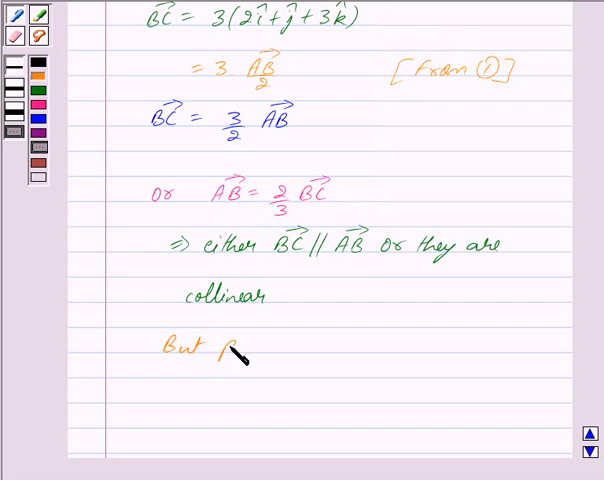 BC→ = 3(2î + ĵ + 3k̂)
= 3. AB→/2 [from ①]
BC→ = 3/2 AB→
or AB→ = 2/3 BC→
⇒ either BC→ // AB→ or they are
collinear
But